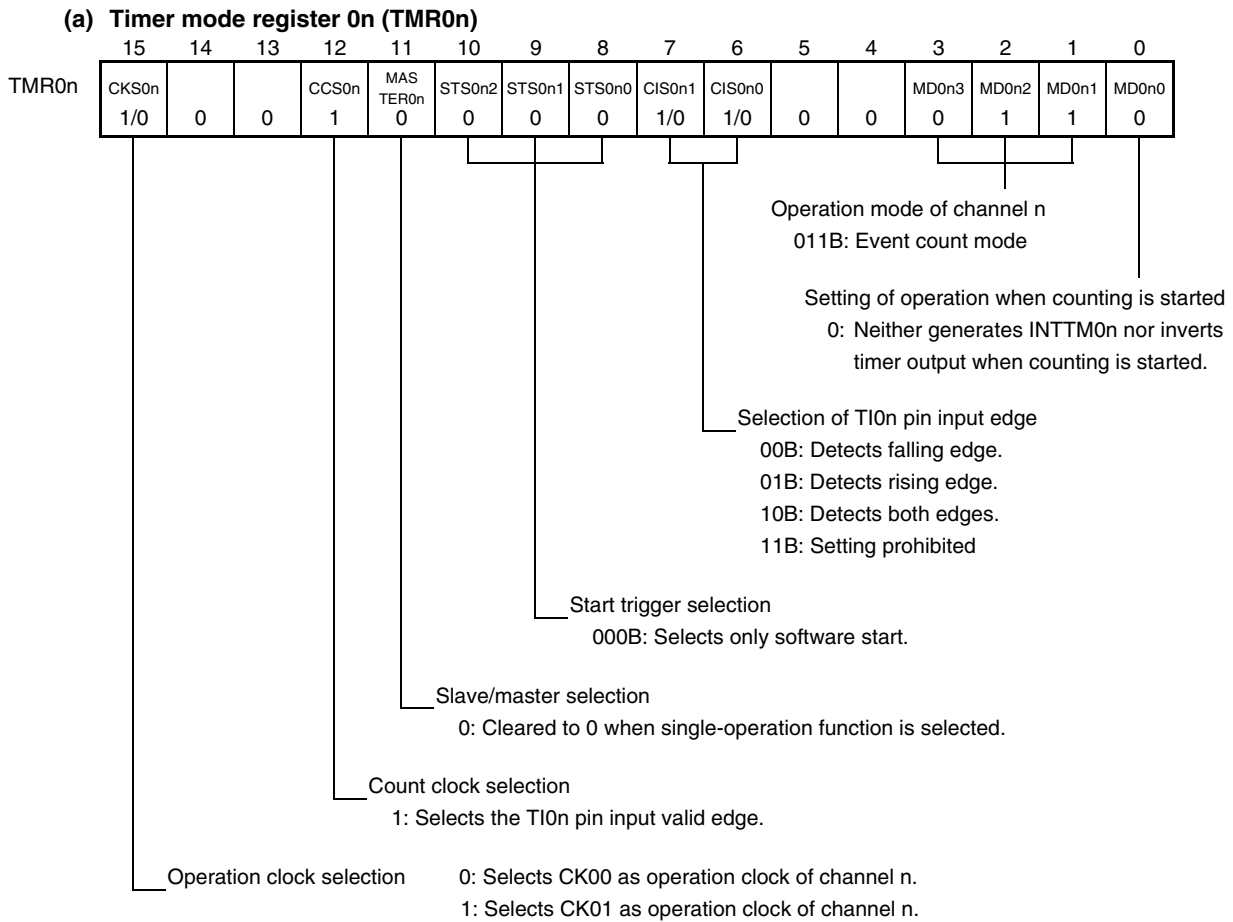 (a) Timer mode register 0n (TMR0n)
15 14 13 12 11 10 9 8 7 6 5 4 3 2 1 0
TMR0n CKS0n CCS0n MAS TER0n STS0n2 STS0n1 STS0n0 CIS0n1 CIS0n0 MD0n3 MD0n2 MD0n1 MD0n0
1/0 0 0 1 0 0 0 0 1/0 1/0 0 0 0 1 1 0
Operation mode of channel n
011B: Event count mode
Setting of operation when counting is started
0: Neither generates INTTM0n nor inverts
timer output when counting is started.
Selection of TI0n pin input edge
00B: Detects falling edge.
01B: Detects rising edge.
10B: Detects both edges.
11B: Setting prohibited
Start trigger selection
000B: Selects only software start.
Slave/master selection
0: Cleared to 0 when single-operation function is selected.
Count clock selection
1: Selects the TI0n pin input valid edge.
Operation clock selection 0: Selects CK00 as operation clock of channel n.
1: Selects CK01 as operation clock of channel n.